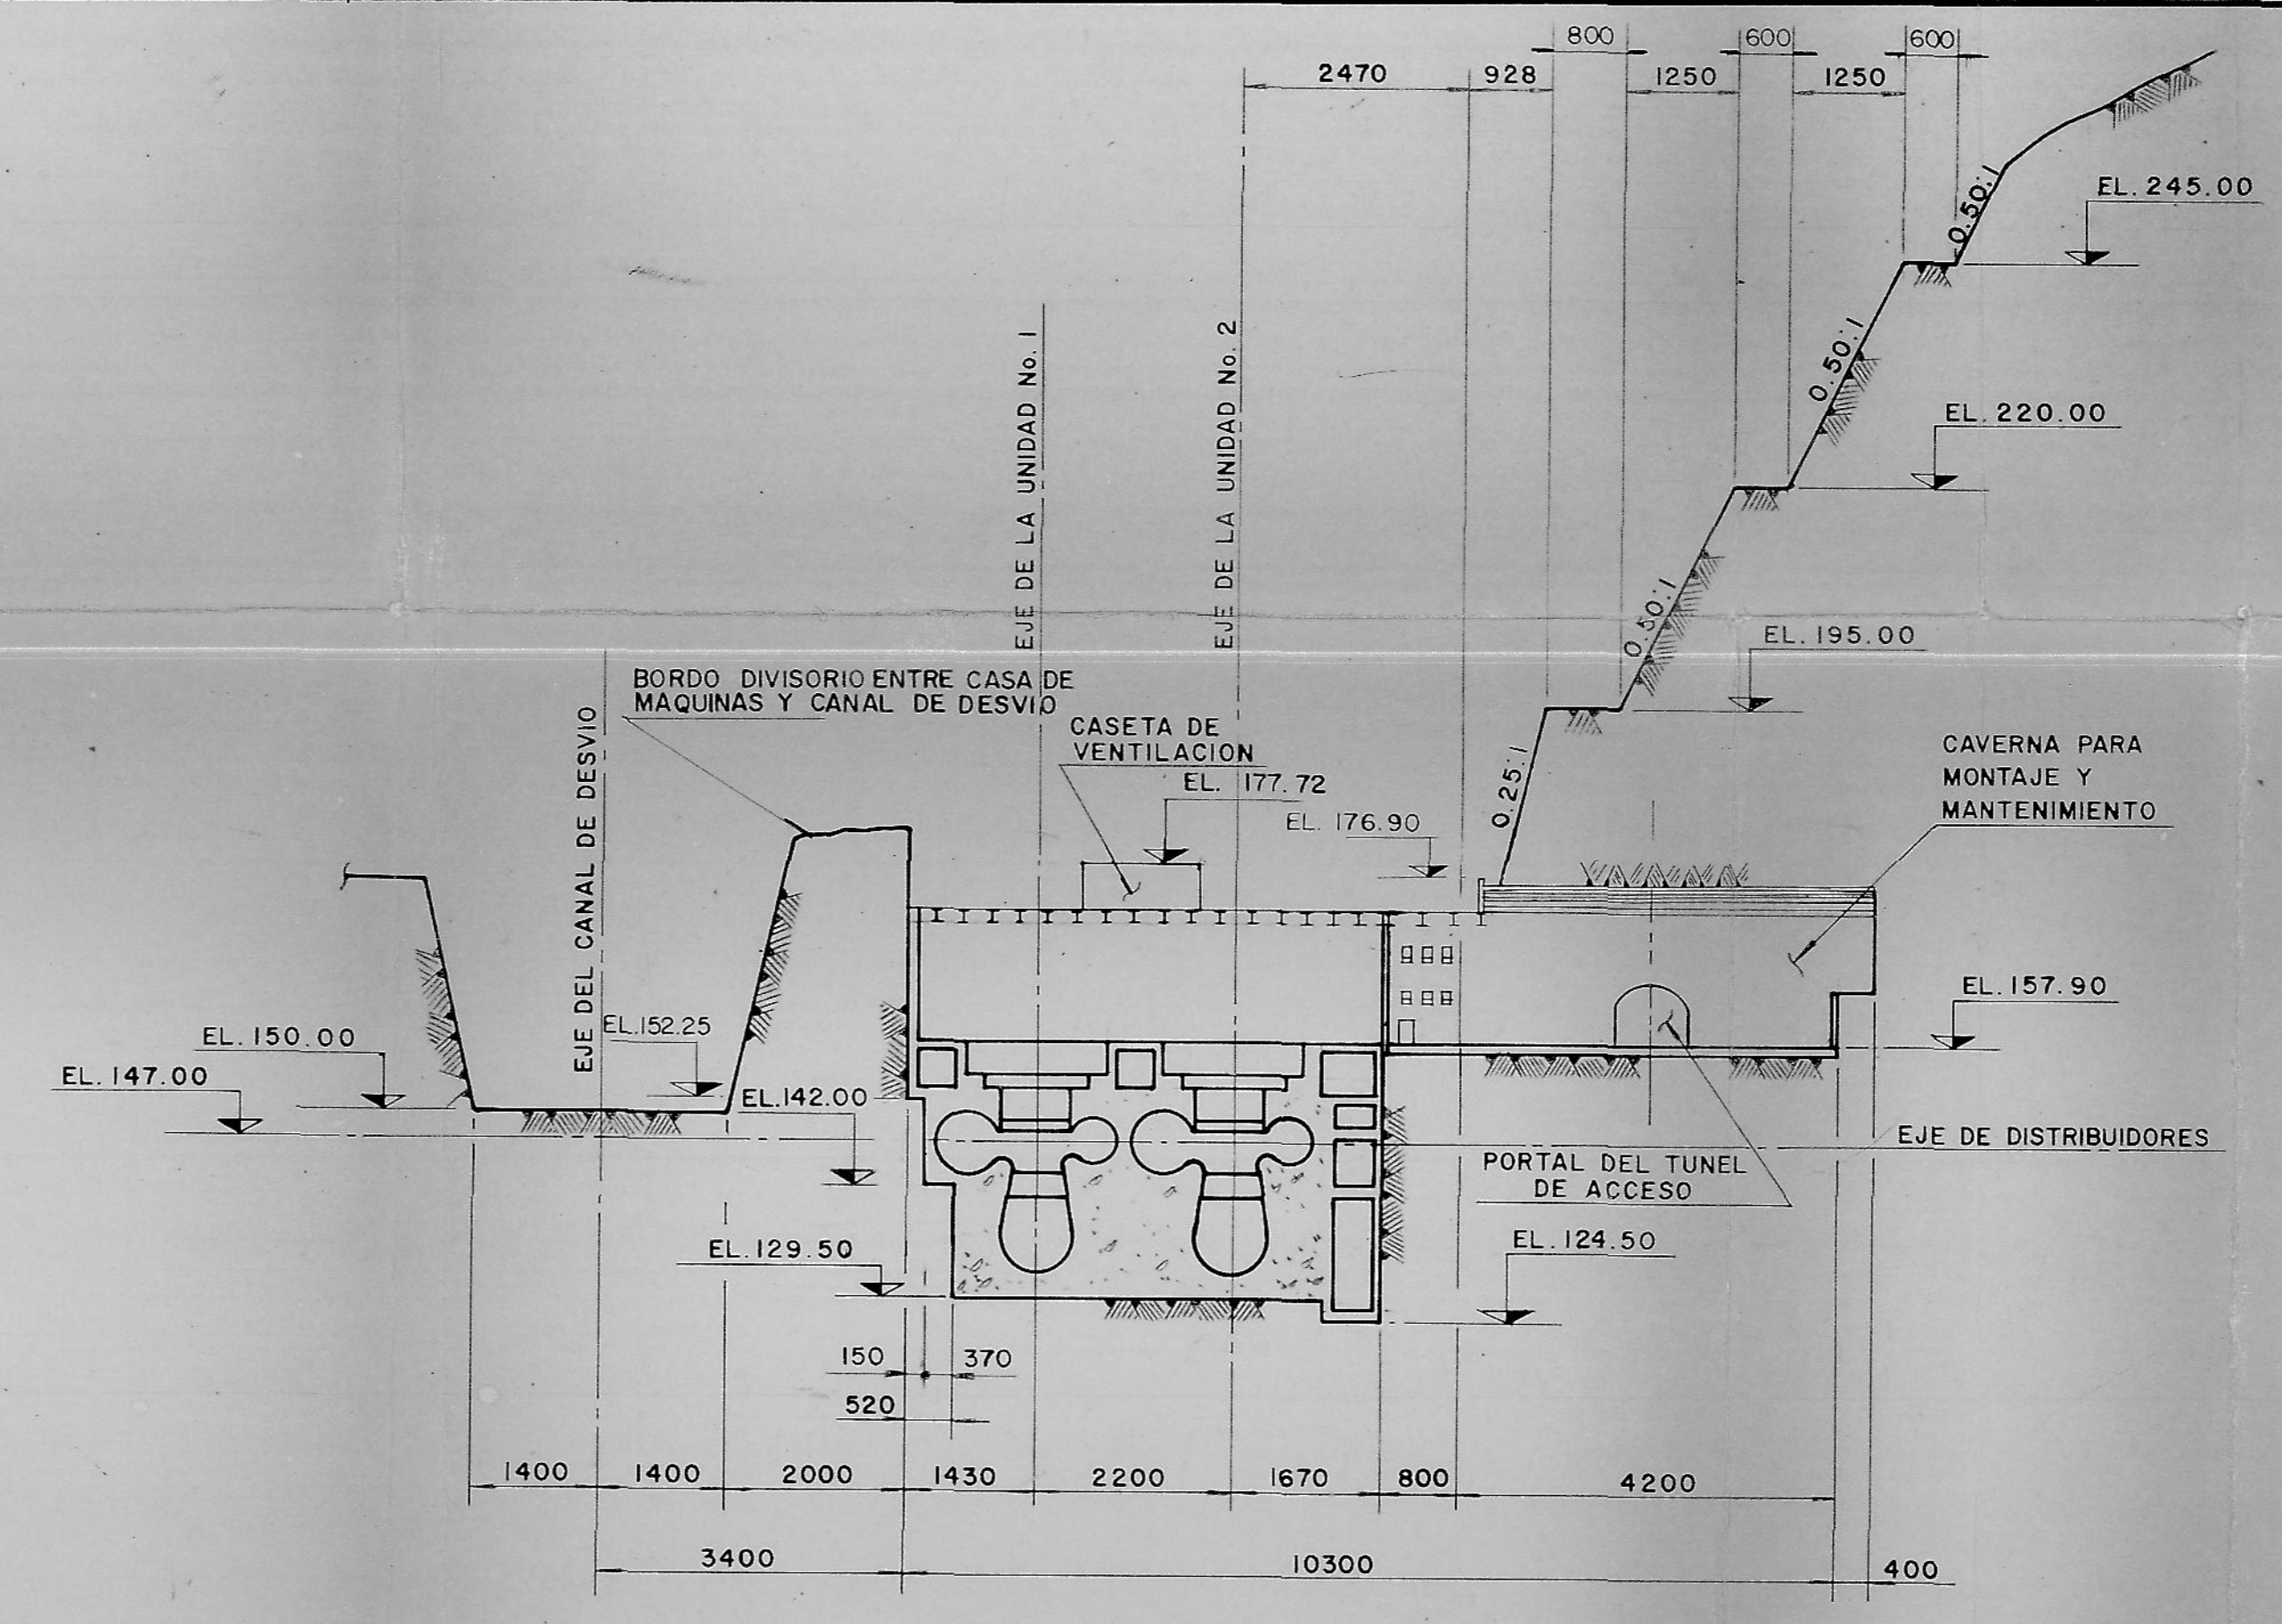 800
600
600
2470
928
1250
1250
0.50:1
EL. 245.00
0.50:1
EL. 220.00
EJE DE LA UNIDAD No. 1
EJE DE LA UNIDAD No. 2
0.50:1
EL. 195.00
BORDO DIVISORIO ENTRE CASA DE
MAQUINAS Y CANAL DE DESVIO
CASETA DE
VENTILACION
EL. 177.72
EL. 176.90
0.25:1
CAVERNA PARA
MONTAJE Y
MANTENIMIENTO
EJE DEL CANAL DE DESVIO
EL. 157.90
EL. 150.00
EL. 152.25
EL. 147.00
EL. 142.00
EJE DE DISTRIBUIDORES
PORTAL DEL TUNEL
DE ACCESO
EL. 129.50
EL. 124.50
150
370
520
1400
1400
2000
1430
2200
1670
800
4200
3400
10300
400